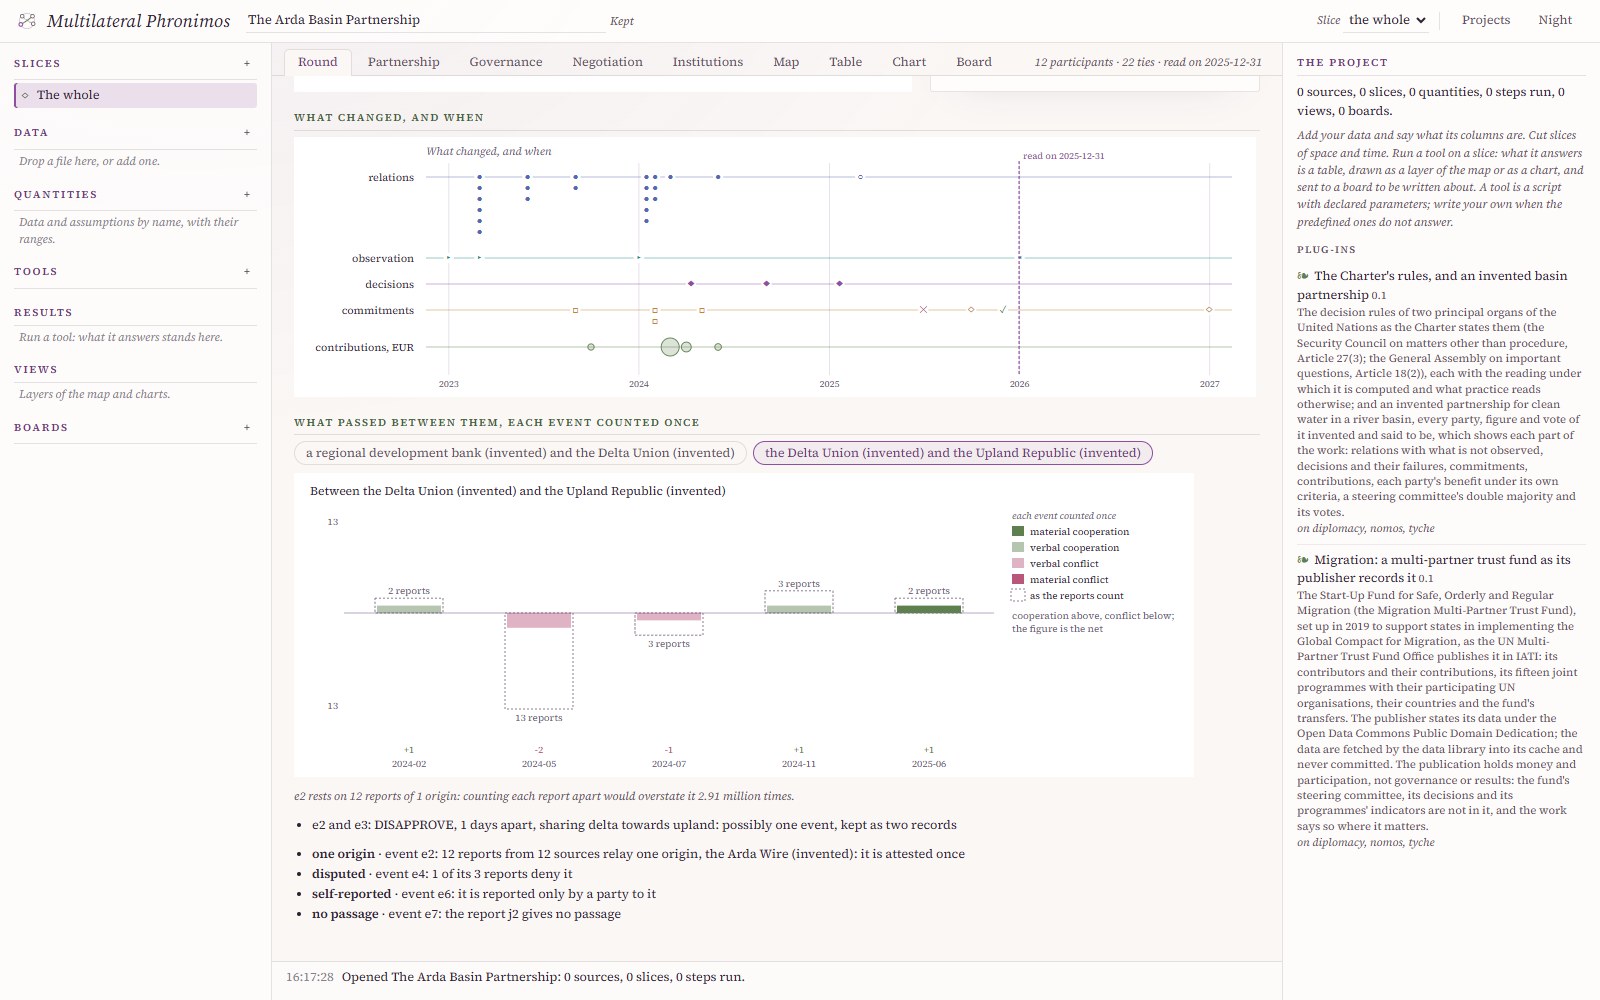 Multilateral Phronimos
The Arda Basin Partnership
Kept
Slice the whole
Projects
Night
SLICES +
The whole
DATA +
Drop a file here, or add one.
QUANTITIES +
Data and assumptions by name, with their
ranges.
TOOLS +
RESULTS
Run a tool: what it answers stands here.
VIEWS
Layers of the map and charts.
BOARDS +
Round
Partnership
Governance
Negotiation
Institutions
Map
Table
Chart
Board
12 participants · 22 ties · read on 2025-12-31
WHAT CHANGED, AND WHEN
What changed, and when
read on 2025-12-31
relations
observation
decisions
commitments
contributions, EUR
2023
2024
2025
2026
2027
WHAT PASSED BETWEEN THEM, EACH EVENT COUNTED ONCE
a regional development bank (invented) and the Delta Union (invented)
the Delta Union (invented) and the Upland Republic (invented)
Between the Delta Union (invented) and the Upland Republic (invented)
13
13
2 reports
13 reports
3 reports
3 reports
2 reports
+1
-2
-1
+1
+1
2024-02
2024-05
2024-07
2024-11
2025-06
each event counted once
material cooperation
verbal cooperation
verbal conflict
material conflict
as the reports count
cooperation above, conflict below;
the figure is the net
e2 rests on 12 reports of 1 origin: counting each report apart would overstate it 2.91 million times.
• e2 and e3: DISAPPROVE, 1 days apart, sharing delta towards upland: possibly one event, kept as two records
• one origin · event e2: 12 reports from 12 sources relay one origin, the Arda Wire (invented): it is attested once
• disputed · event e4: 1 of its 3 reports deny it
• self-reported · event e6: it is reported only by a party to it
• no passage · event e7: the report j2 gives no passage
16:17:28 Opened The Arda Basin Partnership: 0 sources, 0 slices, 0 steps run.
THE PROJECT
0 sources, 0 slices, 0 quantities, 0 steps run, 0
views, 0 boards.
Add your data and say what its columns are. Cut slices
of space and time. Run a tool on a slice: what it answers
is a table, drawn as a layer of the map or as a chart, and
sent to a board to be written about. A tool is a script
with declared parameters; write your own when the
predefined ones do not answer.
PLUG-INS
The Charter's rules, and an invented basin
partnership 0.1
The decision rules of two principal organs of the
United Nations as the Charter states them (the
Security Council on matters other than procedure,
Article 27(3); the General Assembly on important
questions, Article 18(2)), each with the reading under
which it is computed and what practice reads
otherwise; and an invented partnership for clean
water in a river basin, every party, figure and vote of
it invented and said to be, which shows each part of
the work: relations with what is not observed,
decisions and their failures, commitments,
contributions, each party's benefit under its own
criteria, a steering committee's double majority and
its votes.
on diplomacy, nomos, tyche
Migration: a multi-partner trust fund as its
publisher records it 0.1
The Start-Up Fund for Safe, Orderly and Regular
Migration (the Migration Multi-Partner Trust Fund),
set up in 2019 to support states in implementing the
Global Compact for Migration, as the UN Multi-
Partner Trust Fund Office publishes it in IATI: its
contributors and their contributions, its fifteen joint
programmes with their participating UN
organisations, their countries and the fund's
transfers. The publisher states its data under the
Open Data Commons Public Domain Dedication; the
data are fetched by the data library into its cache and
never committed. The publication holds money and
participation, not governance or results: the fund's
steering committee, its decisions and its
programmes' indicators are not in it, and the work
says so where it matters.
on diplomacy, nomos, tyche